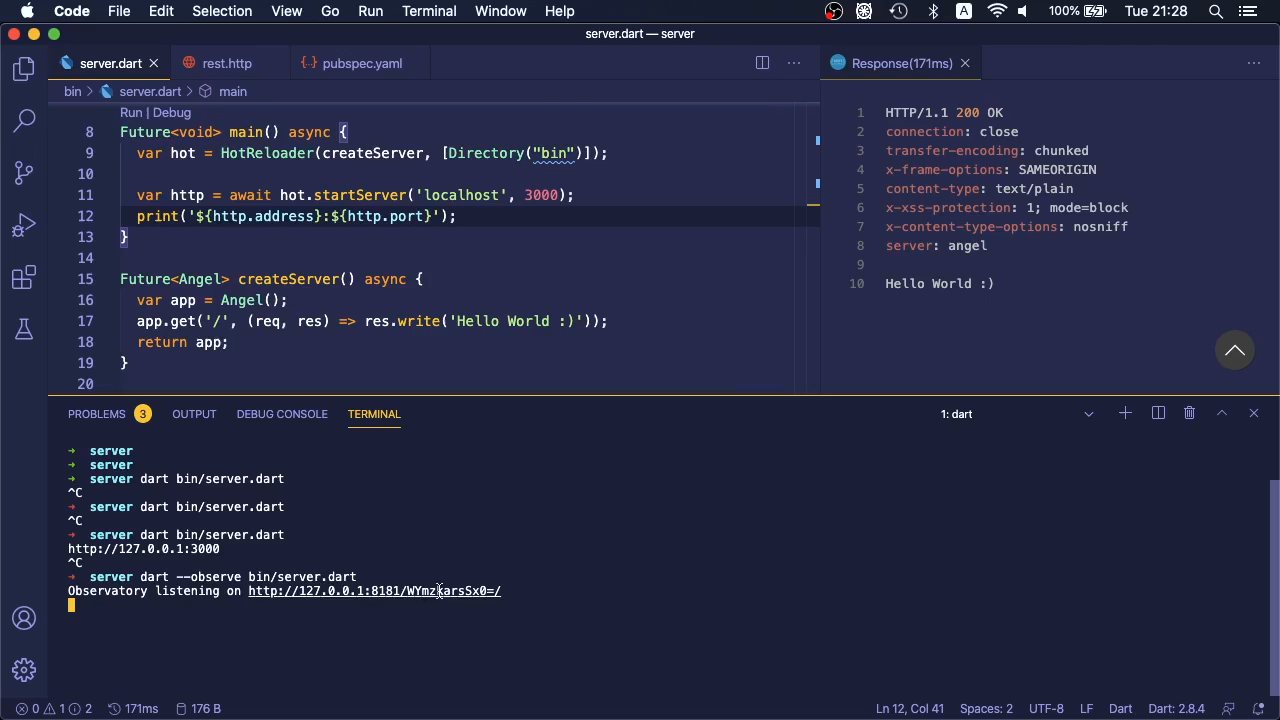 Code File Edit Selection View Go Run Terminal Window Help 100% Tue 21:28
server.dart — server
server.dart rest.http pubspec.yaml
bin server.dart main
Run | Debug
8 Future<void> main() async {
9 var hot = HotReloader(createServer, [Directory("bin")]);
10
11 var http = await hot.startServer('localhost', 3000);
12 print('${http.address}:${http.port}');
13 }
14
15 Future<Angel> createServer() async {
16 var app = Angel();
17 app.get('/', (req, res) => res.write('Hello World :)'));
18 return app;
19 }
20
Response(171ms)
1 HTTP/1.1 200 OK
2 connection: close
3 transfer-encoding: chunked
4 x-frame-options: SAMEORIGIN
5 content-type: text/plain
6 x-xss-protection: 1; mode=block
7 x-content-type-options: nosniff
8 server: angel
9
10 Hello World :)
PROBLEMS 3 OUTPUT DEBUG CONSOLE TERMINAL 1: dart
→ server
→ server
→ server dart bin/server.dart
^C
→ server dart bin/server.dart
^C
→ server dart bin/server.dart
http://127.0.0.1:3000
^C
→ server dart --observe bin/server.dart
Observatory listening on
0 1 2 171ms 176 B Ln 12, Col 41 Spaces: 2 UTF-8 LF Dart Dart: 2.8.4